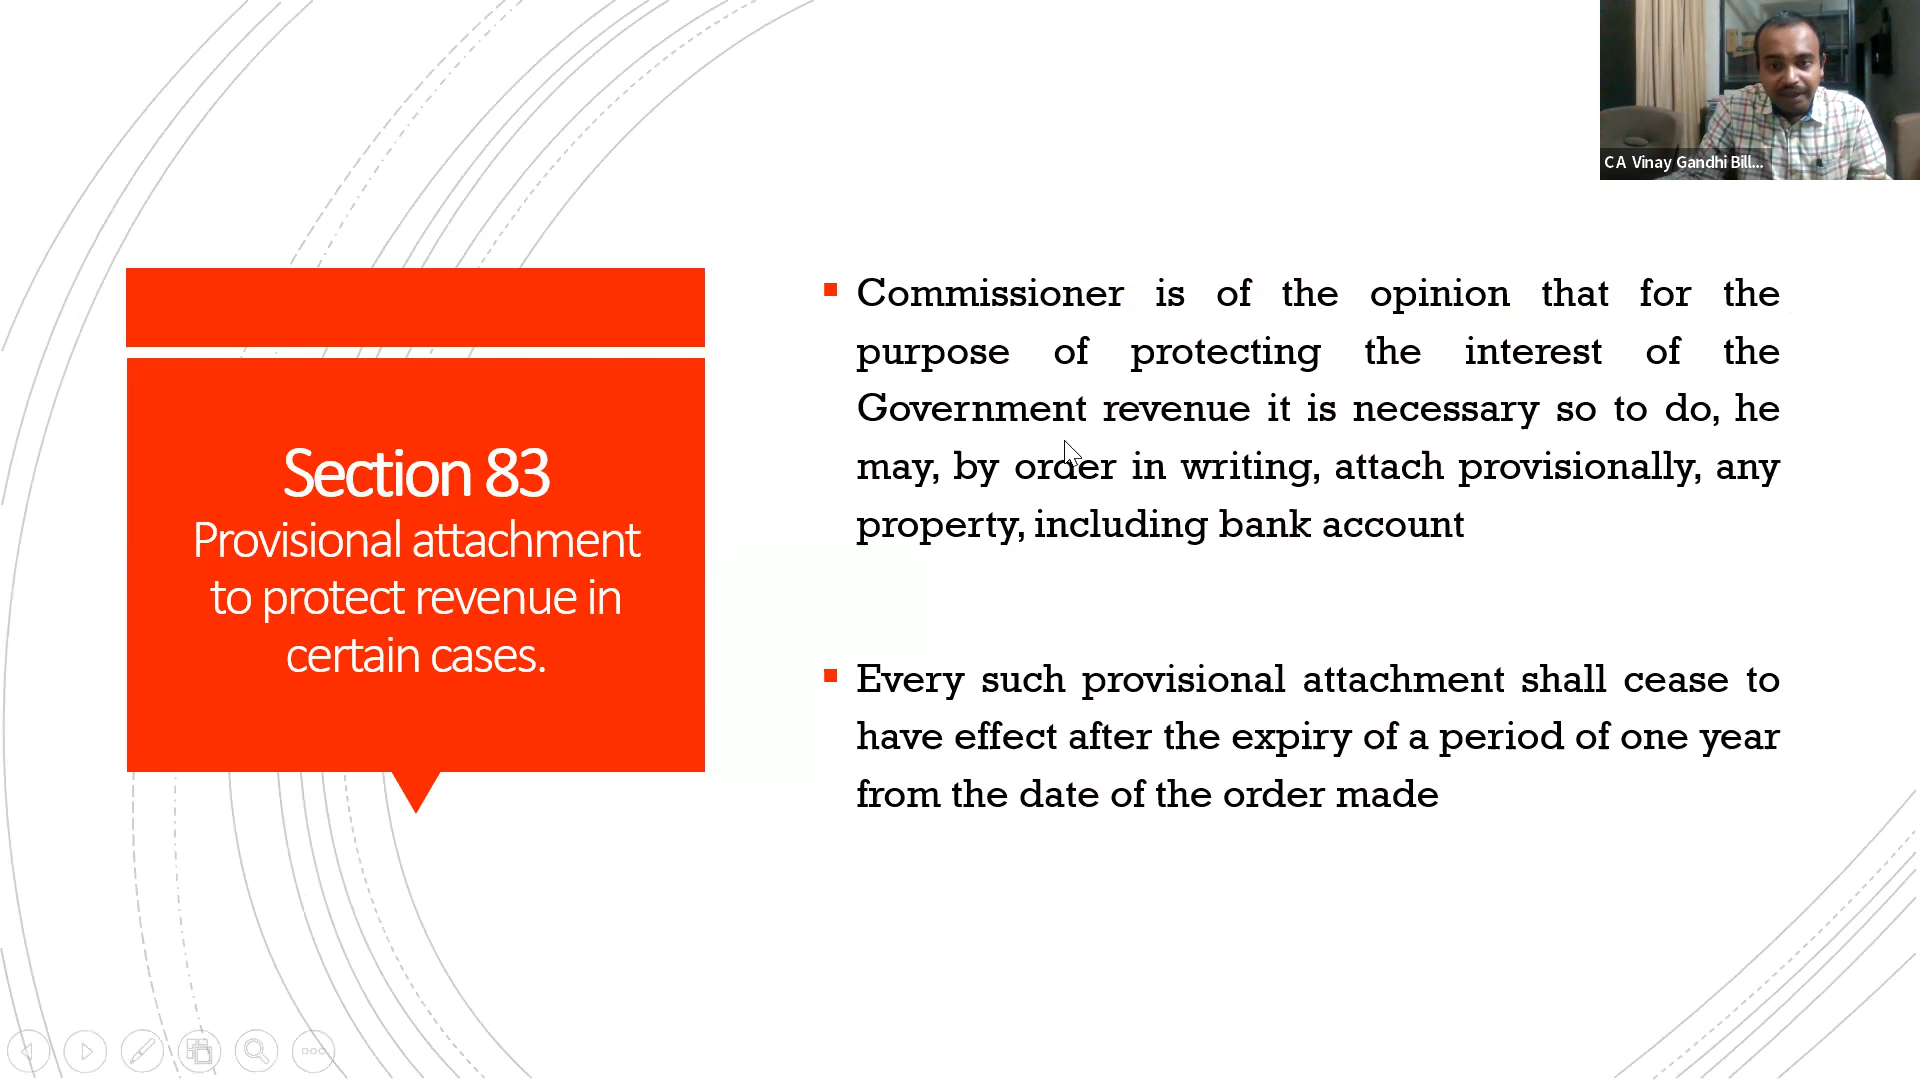 C A Vinay Gandhi Bill...
Section 83
Provisional attachment
to protect revenue in
certain cases.
Commissioner is of the opinion that for the
purpose of protecting the interest of the
Government revenue it is necessary so to do, he
may, by order in writing, attach provisionally, any
property, including bank account
Every such provisional attachment shall cease to
have effect after the expiry of a period of one year
from the date of the order made